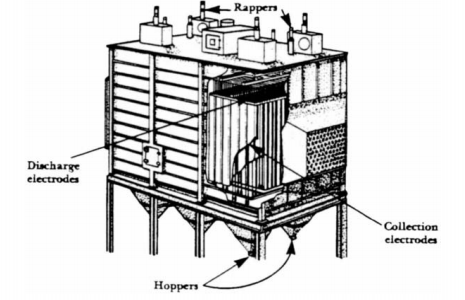 Rappers
Discharge
electrodes
Collection
electrodes
Hoppers